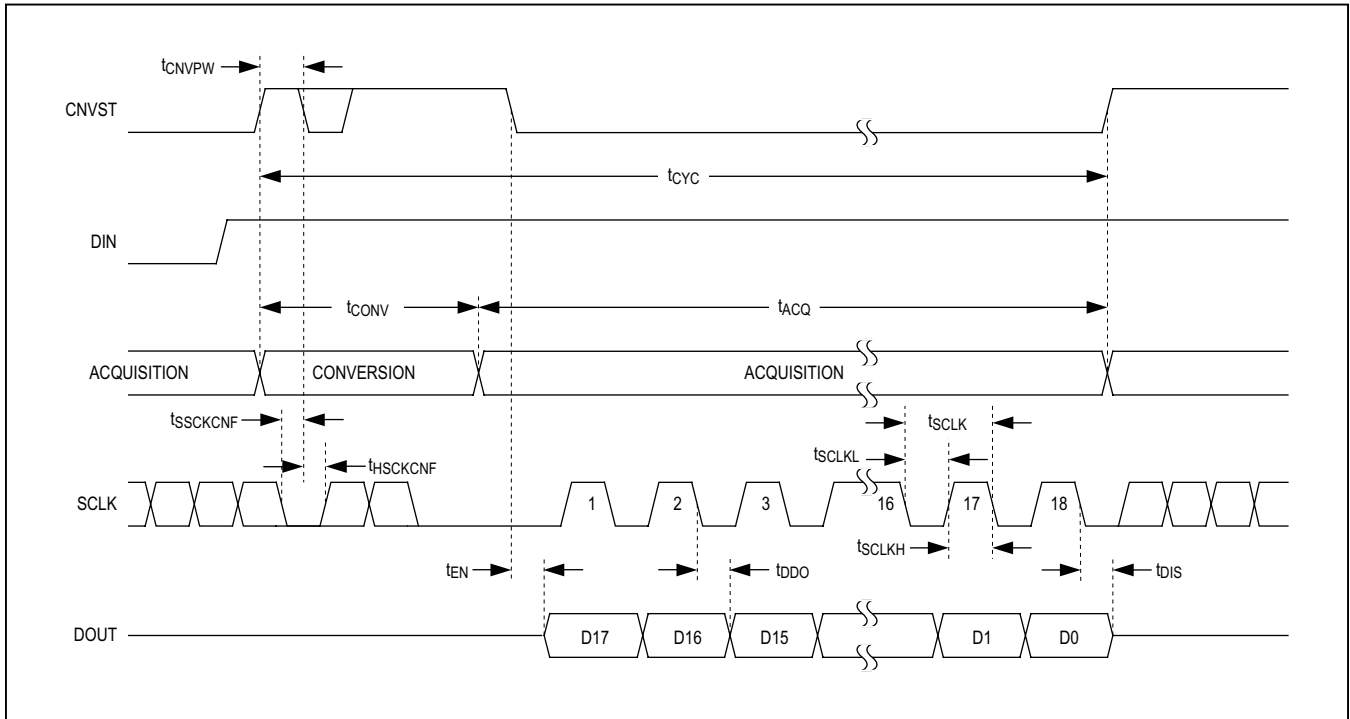 tCNVPW
CNVST
tCYC
DIN
tCONV
tACQ
ACQUISITION
CONVERSION
ACQUISITION
tSSCKCNF
tSCLK
tHSCKCNF
tSCLKL
SCLK
1
2
3
16
17
18
tSCLKH
tEN
tDDO
tDIS
DOUT
D17
D16
D15
D1
D0